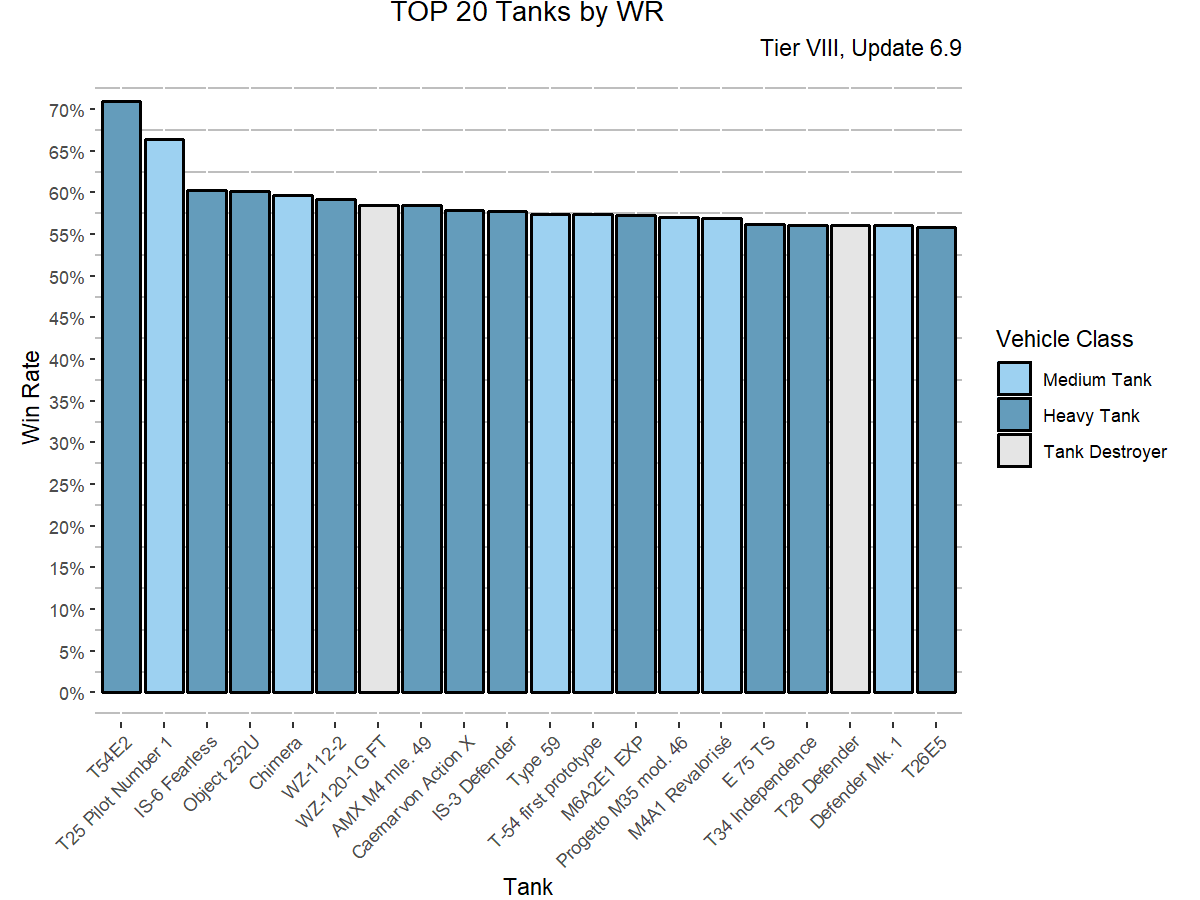 TOP 20 Tanks by WR
Tier VIII, Update 6.9
70%
65%
60%
55%
50%
45%
40%
35%
30%
25%
20%
15%
10%
5%
0%
Win Rate
T54E2
T25 Pilot Number 1
IS-6 Fearless
Object 252U
Chimera
WZ-112-2
WZ-120-1G FT
AMX M4 mle. 49
Caernarvon Action X
IS-3 Defender
Type 59
T-54 first prototype
M6A2E1 EXP
Progetto M35 mod. 46
M4A1 Revalorisé
E 75 TS
T34 Independence
T28 Defender
Defender Mk. 1
T26E5
Tank
Vehicle Class
Medium Tank
Heavy Tank
Tank Destroyer